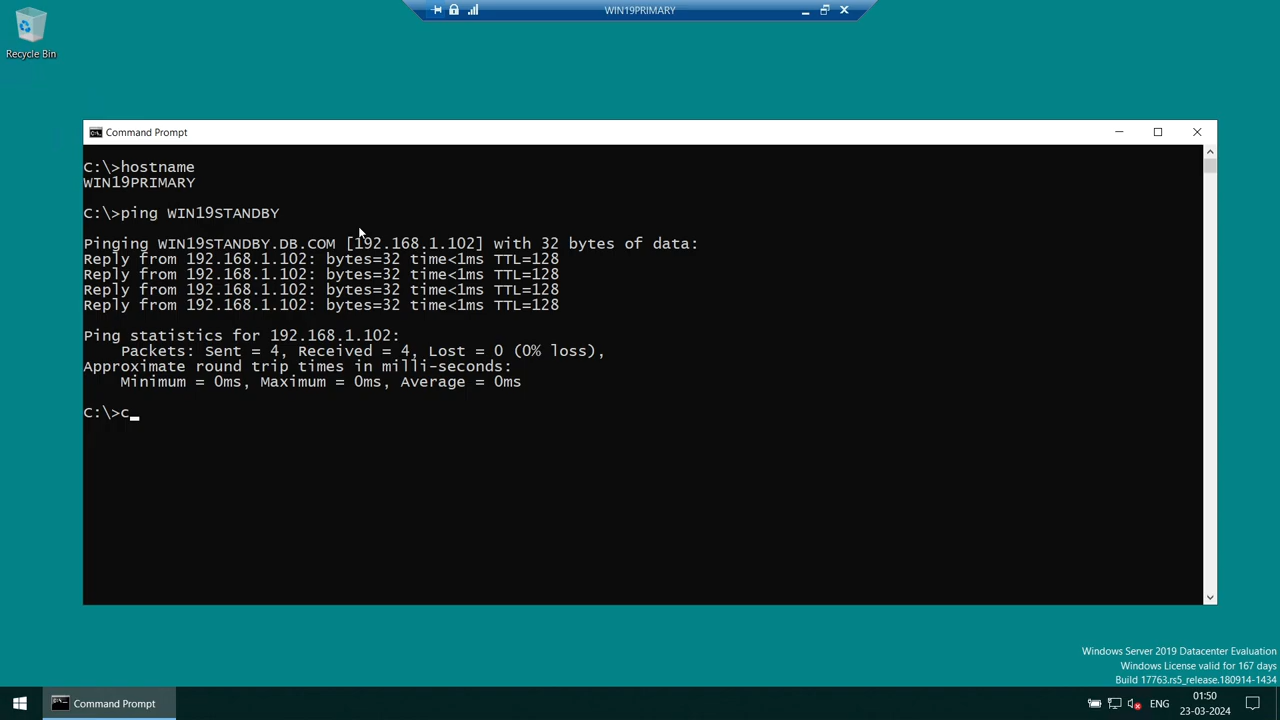 WIN19PRIMARY
Recycle Bin
Command Prompt
C:\>hostname
WIN19PRIMARY
C:\>ping WIN19STANDBY
Pinging WIN19STANDBY.DB.COM [192.168.1.102] with 32 bytes of data:
Reply from 192.168.1.102: bytes=32 time<1ms TTL=128
Reply from 192.168.1.102: bytes=32 time<1ms TTL=128
Reply from 192.168.1.102: bytes=32 time<1ms TTL=128
Reply from 192.168.1.102: bytes=32 time<1ms TTL=128
Ping statistics for 192.168.1.102:
    Packets: Sent = 4, Received = 4, Lost = 0 (0% loss),
Approximate round trip times in milli-seconds:
    Minimum = 0ms, Maximum = 0ms, Average = 0ms
C:\>c_
Windows Server 2019 Datacenter Evaluation
Windows License valid for 167 days
Build 17763.rs5_release.180914-1434
Command Prompt
ENG
01:50
23-03-2024